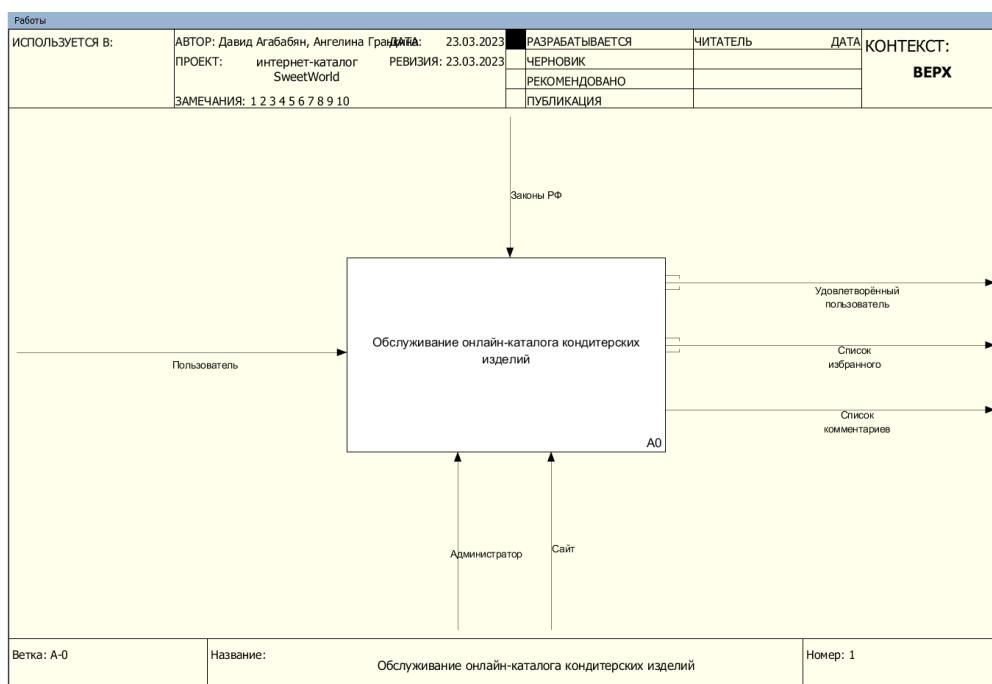 Работы
ИСПОЛЬЗУЕТСЯ В:
АВТОР: Давид Агабабян, Ангелина
ДАТА: 23.03.2023
ПРОЕКТ: интернет-каталог
SweetWorld
РЕВИЗИЯ: 23.03.2023
ЗАМЕЧАНИЯ: 1 2 3 4 5 6 7 8 9 10
РАЗРАБАТЫВАЕТСЯ
ЧЕРНОВИК
РЕКОМЕНДОВАНО
ПУБЛИКАЦИЯ
ЧИТАТЕЛЬ
ДАТА
КОНТЕКСТ:
ВЕРХ
Законы РФ
Удовлетворённый
пользователь
Обслуживание онлайн-каталога кондитерских
изделий
Список
избранного
Пользователь
Список
комментариев
A0
Администратор
Сайт
Ветка: A-0
Название:
Обслуживание онлайн-каталога кондитерских изделий
Номер: 1